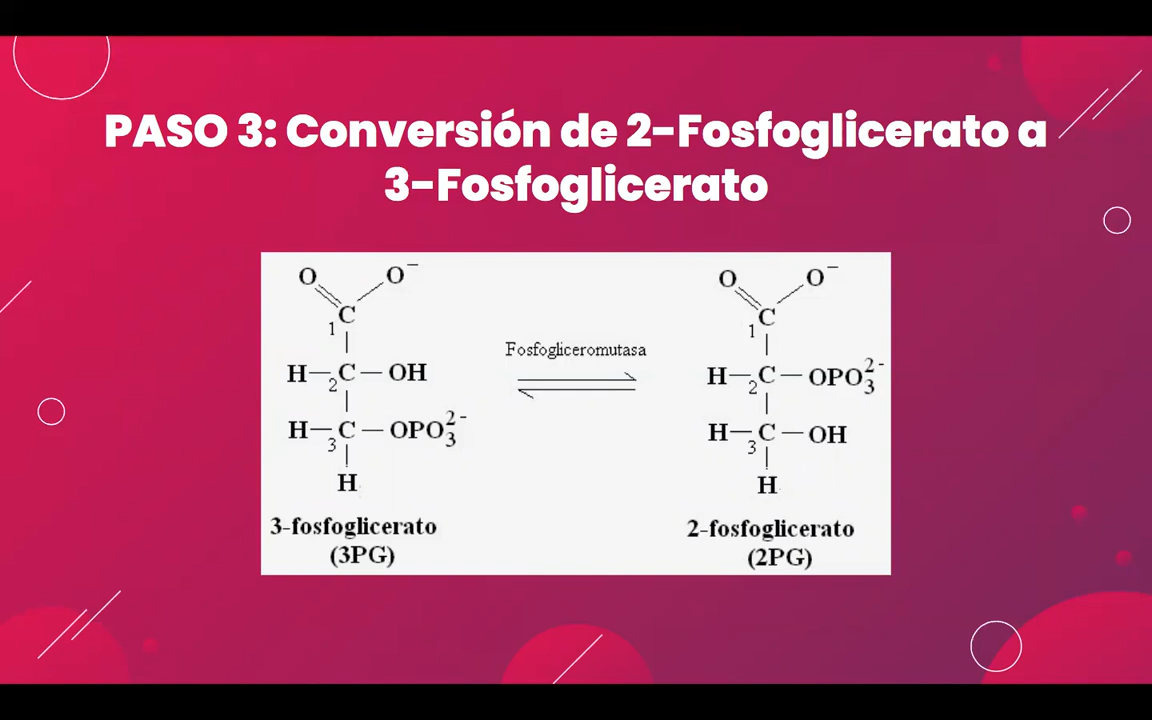 PASO 3: Conversión de 2-Fosfoglicerato a
3-Fosfoglicerato
O O⁻
1 C
H—2 C—OH
H—3 C—OPO₃²⁻
H
3-fosfoglicerato
(3PG)
Fosfogliceromutasa
O O⁻
1 C
H—2 C—OPO₃²⁻
H—3 C—OH
H
2-fosfoglicerato
(2PG)